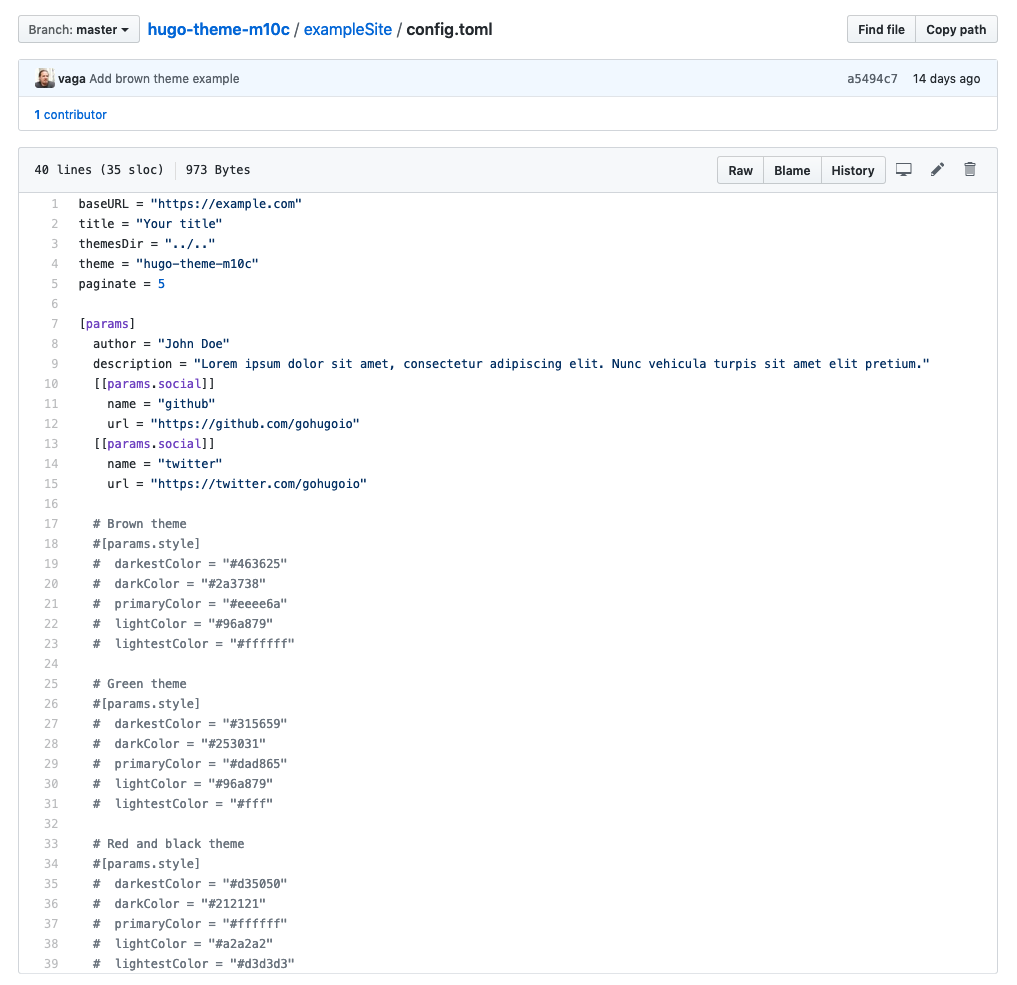 Branch: master hugo-theme-m10c / exampleSite / config.toml Find file Copy path
vaga Add brown theme example a5494c7 14 days ago
1 contributor
40 lines (35 sloc) 973 Bytes Raw Blame History
1 baseURL = "https://example.com"
2 title = "Your title"
3 themesDir = "../.."
4 theme = "hugo-theme-m10c"
5 paginate = 5
6
7 [params]
8 author = "John Doe"
9 description = "Lorem ipsum dolor sit amet, consectetur adipiscing elit. Nunc vehicula turpis sit amet elit pretium."
10 [[params.social]]
11 name = "github"
12 url = "https://github.com/gohugoio"
13 [[params.social]]
14 name = "twitter"
15 url = "https://twitter.com/gohugoio"
16
17 # Brown theme
18 #[params.style]
19 #  darkestColor = "#463625"
20 #  darkColor = "#2a3738"
21 #  primaryColor = "#eeee6a"
22 #  lightColor = "#96a879"
23 #  lightestColor = "#ffffff"
24
25 # Green theme
26 #[params.style]
27 #  darkestColor = "#315659"
28 #  darkColor = "#253031"
29 #  primaryColor = "#dad865"
30 #  lightColor = "#96a879"
31 #  lightestColor = "#fff"
32
33 # Red and black theme
34 #[params.style]
35 #  darkestColor = "#d35050"
36 #  darkColor = "#212121"
37 #  primaryColor = "#ffffff"
38 #  lightColor = "#a2a2a2"
39 #  lightestColor = "#d3d3d3"